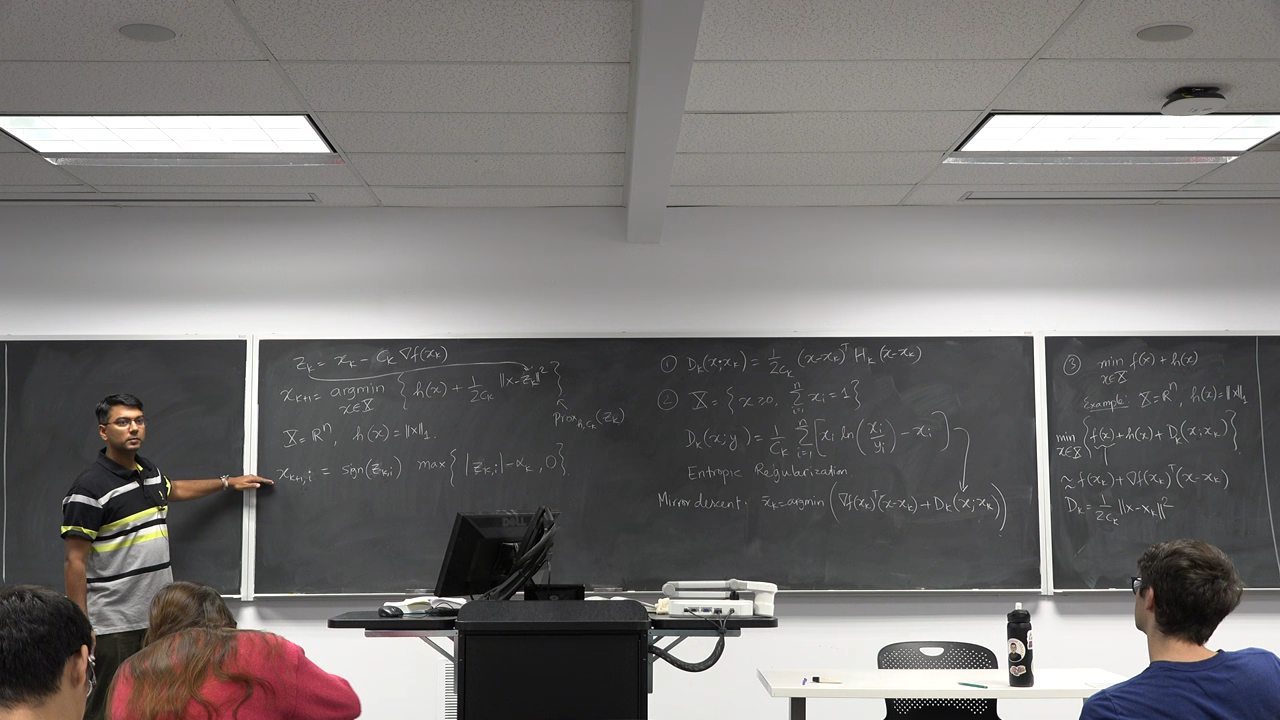 z_k = x_k − c_k ∇f(x_k)
x_{k+1} = argmin_{x∈X} { h(x) + 1/(2c_k) ‖x − z_k‖² }
Prox_{h,c_k}(z_k)
X = ℝⁿ, h(x) = ‖x‖₁.
x_{k+1,i} = sign(z_{k,i}) max{ |z_{k,i}| − α_k, 0 }
① D_k(x; x_k) = 1/(2c_k) (x − x_k)ᵀ H_k (x − x_k)
② X = { x ≥ 0, Σ_{i=1}^n x_i = 1 }
D_k(x; y) = 1/c_k Σ_{i=1}^n [ x_i ln(x_i/y_i) − x_i ]
Entropic Regularization
Mirror descent: x̄_k = argmin ( ∇f(x_k)ᵀ(x − x_k) + D_k(x; x_k) )
③ min_{x∈X} f(x) + h(x)
Example: X = ℝⁿ, h(x) = ‖x‖₁
min_{x∈X} { f(x) + h(x) + D_k(x; x_k) }
≈ f(x_k) + ∇f(x_k)ᵀ(x − x_k)
D_k = 1/(2c_k) ‖x − x_k‖²
DELL